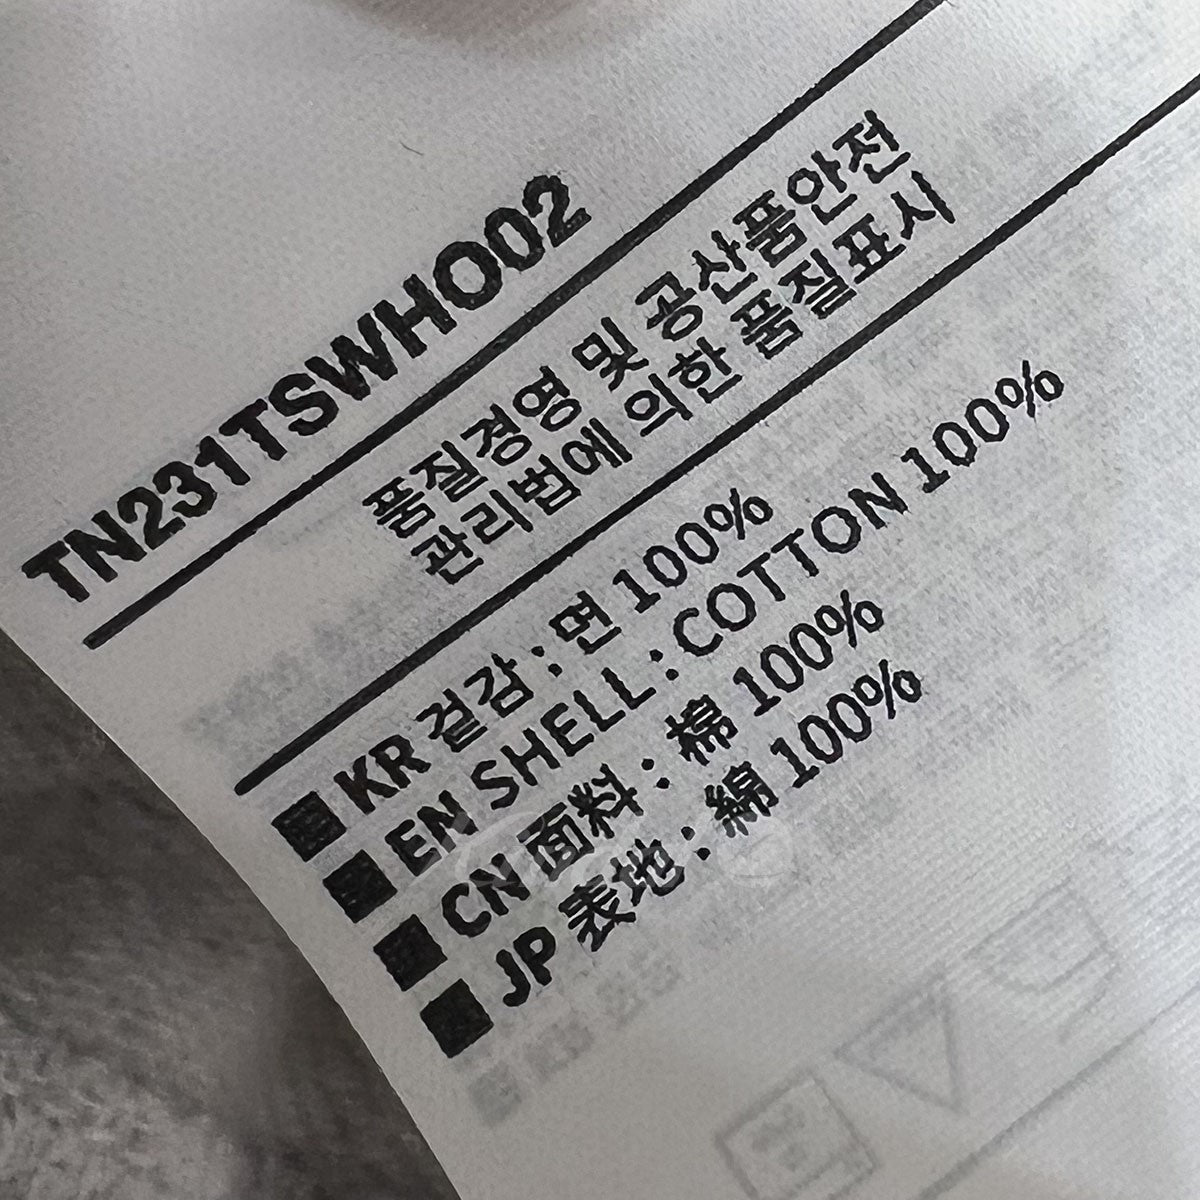 TN231TSWHO02
품질경영 및 공산품안전
관리법에 의한 품질표시
■ KR 겉감 : 면 100%
■ EN SHELL : COTTON 100%
■ CN 面料 : 棉 100%
■ JP 表地 : 綿 100%